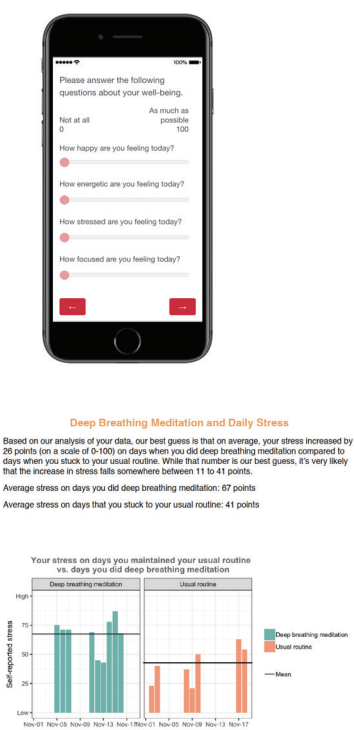 100%
Please answer the following
questions about your well-being.
As much as
Not at all possible
0 100
How happy are you feeling today?
How energetic are you feeling today?
How stressed are you feeling today?
How focused are you feeling today?
← →
Deep Breathing Meditation and Daily Stress
Based on our analysis of your data, our best guess is that on average, your stress increased by
26 points (on a scale of 0-100) on days when you did deep breathing meditation compared to
days when you stuck to your usual routine. While that number is our best guess, it's very likely
that the increase in stress falls somewhere between 11 to 41 points.
Average stress on days you did deep breathing meditation: 67 points
Average stress on days that you stuck to your usual routine: 41 points
Your stress on days you maintained your usual routine
vs. days you did deep breathing meditation
Deep breathing meditation Usual routine
High
75
50
25
Low
Self-reported stress
Nov-01 Nov-05 Nov-09 Nov-13 Nov-17 Nov-01 Nov-05 Nov-09 Nov-13 Nov-17
Deep breathing meditation
Usual routine
Mean